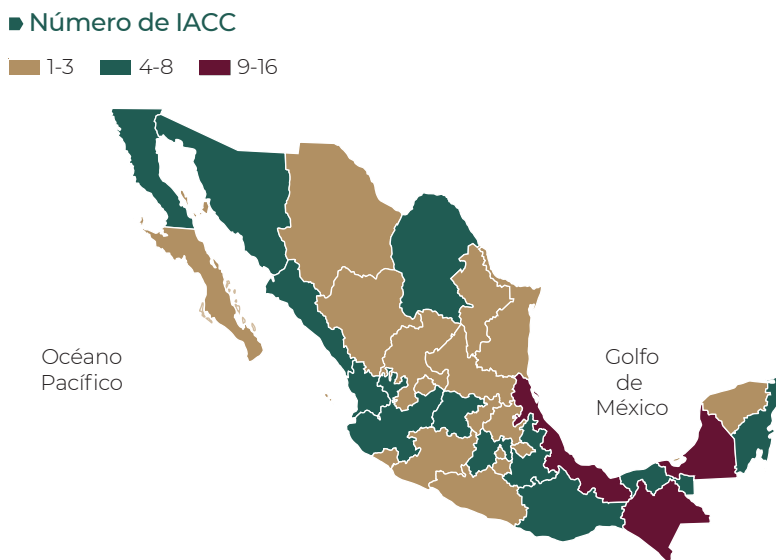 Número de IACC
1-3
4-8
9-16
Océano
Pacífico
Golfo
de
México